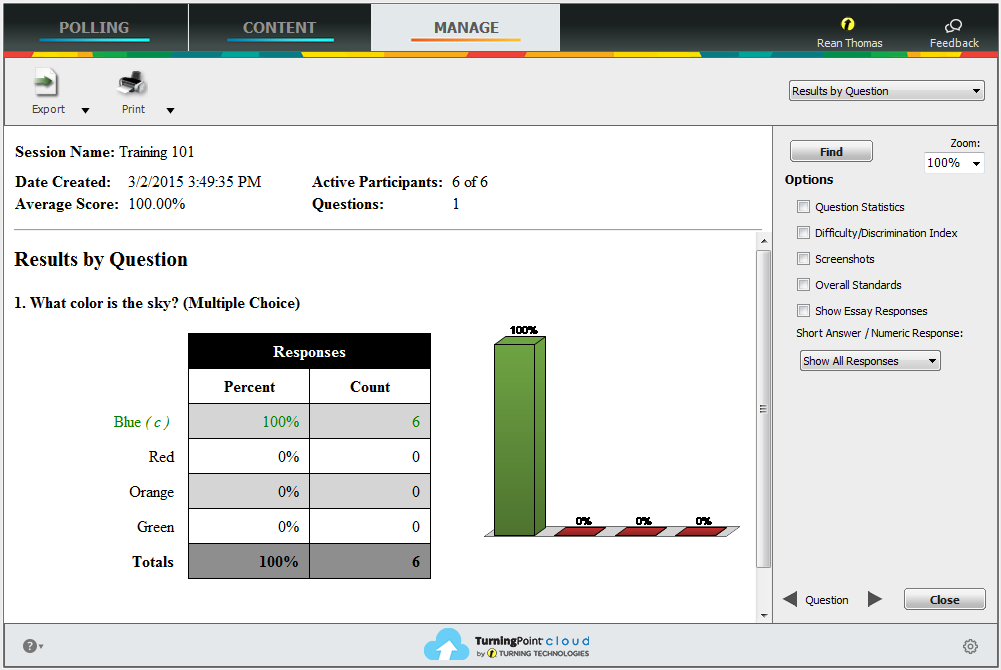 POLLING CONTENT MANAGE
Rean Thomas Feedback
Export Print Results by Question
Session Name: Training 101
Date Created: 3/2/2015 3:49:35 PM Active Participants: 6 of 6
Average Score: 100.00% Questions: 1
Results by Question
1. What color is the sky? (Multiple Choice)
Responses
Percent Count
Blue ( c ) 100% 6
Red 0% 0
Orange 0% 0
Green 0% 0
Totals 100% 6
100%
0% 0% 0%
Find Zoom:
100%
Options
Question Statistics
Difficulty/Discrimination Index
Screenshots
Overall Standards
Show Essay Responses
Short Answer / Numeric Response:
Show All Responses
Question Close
?
TurningPoint cloud
by TURNING TECHNOLOGIES